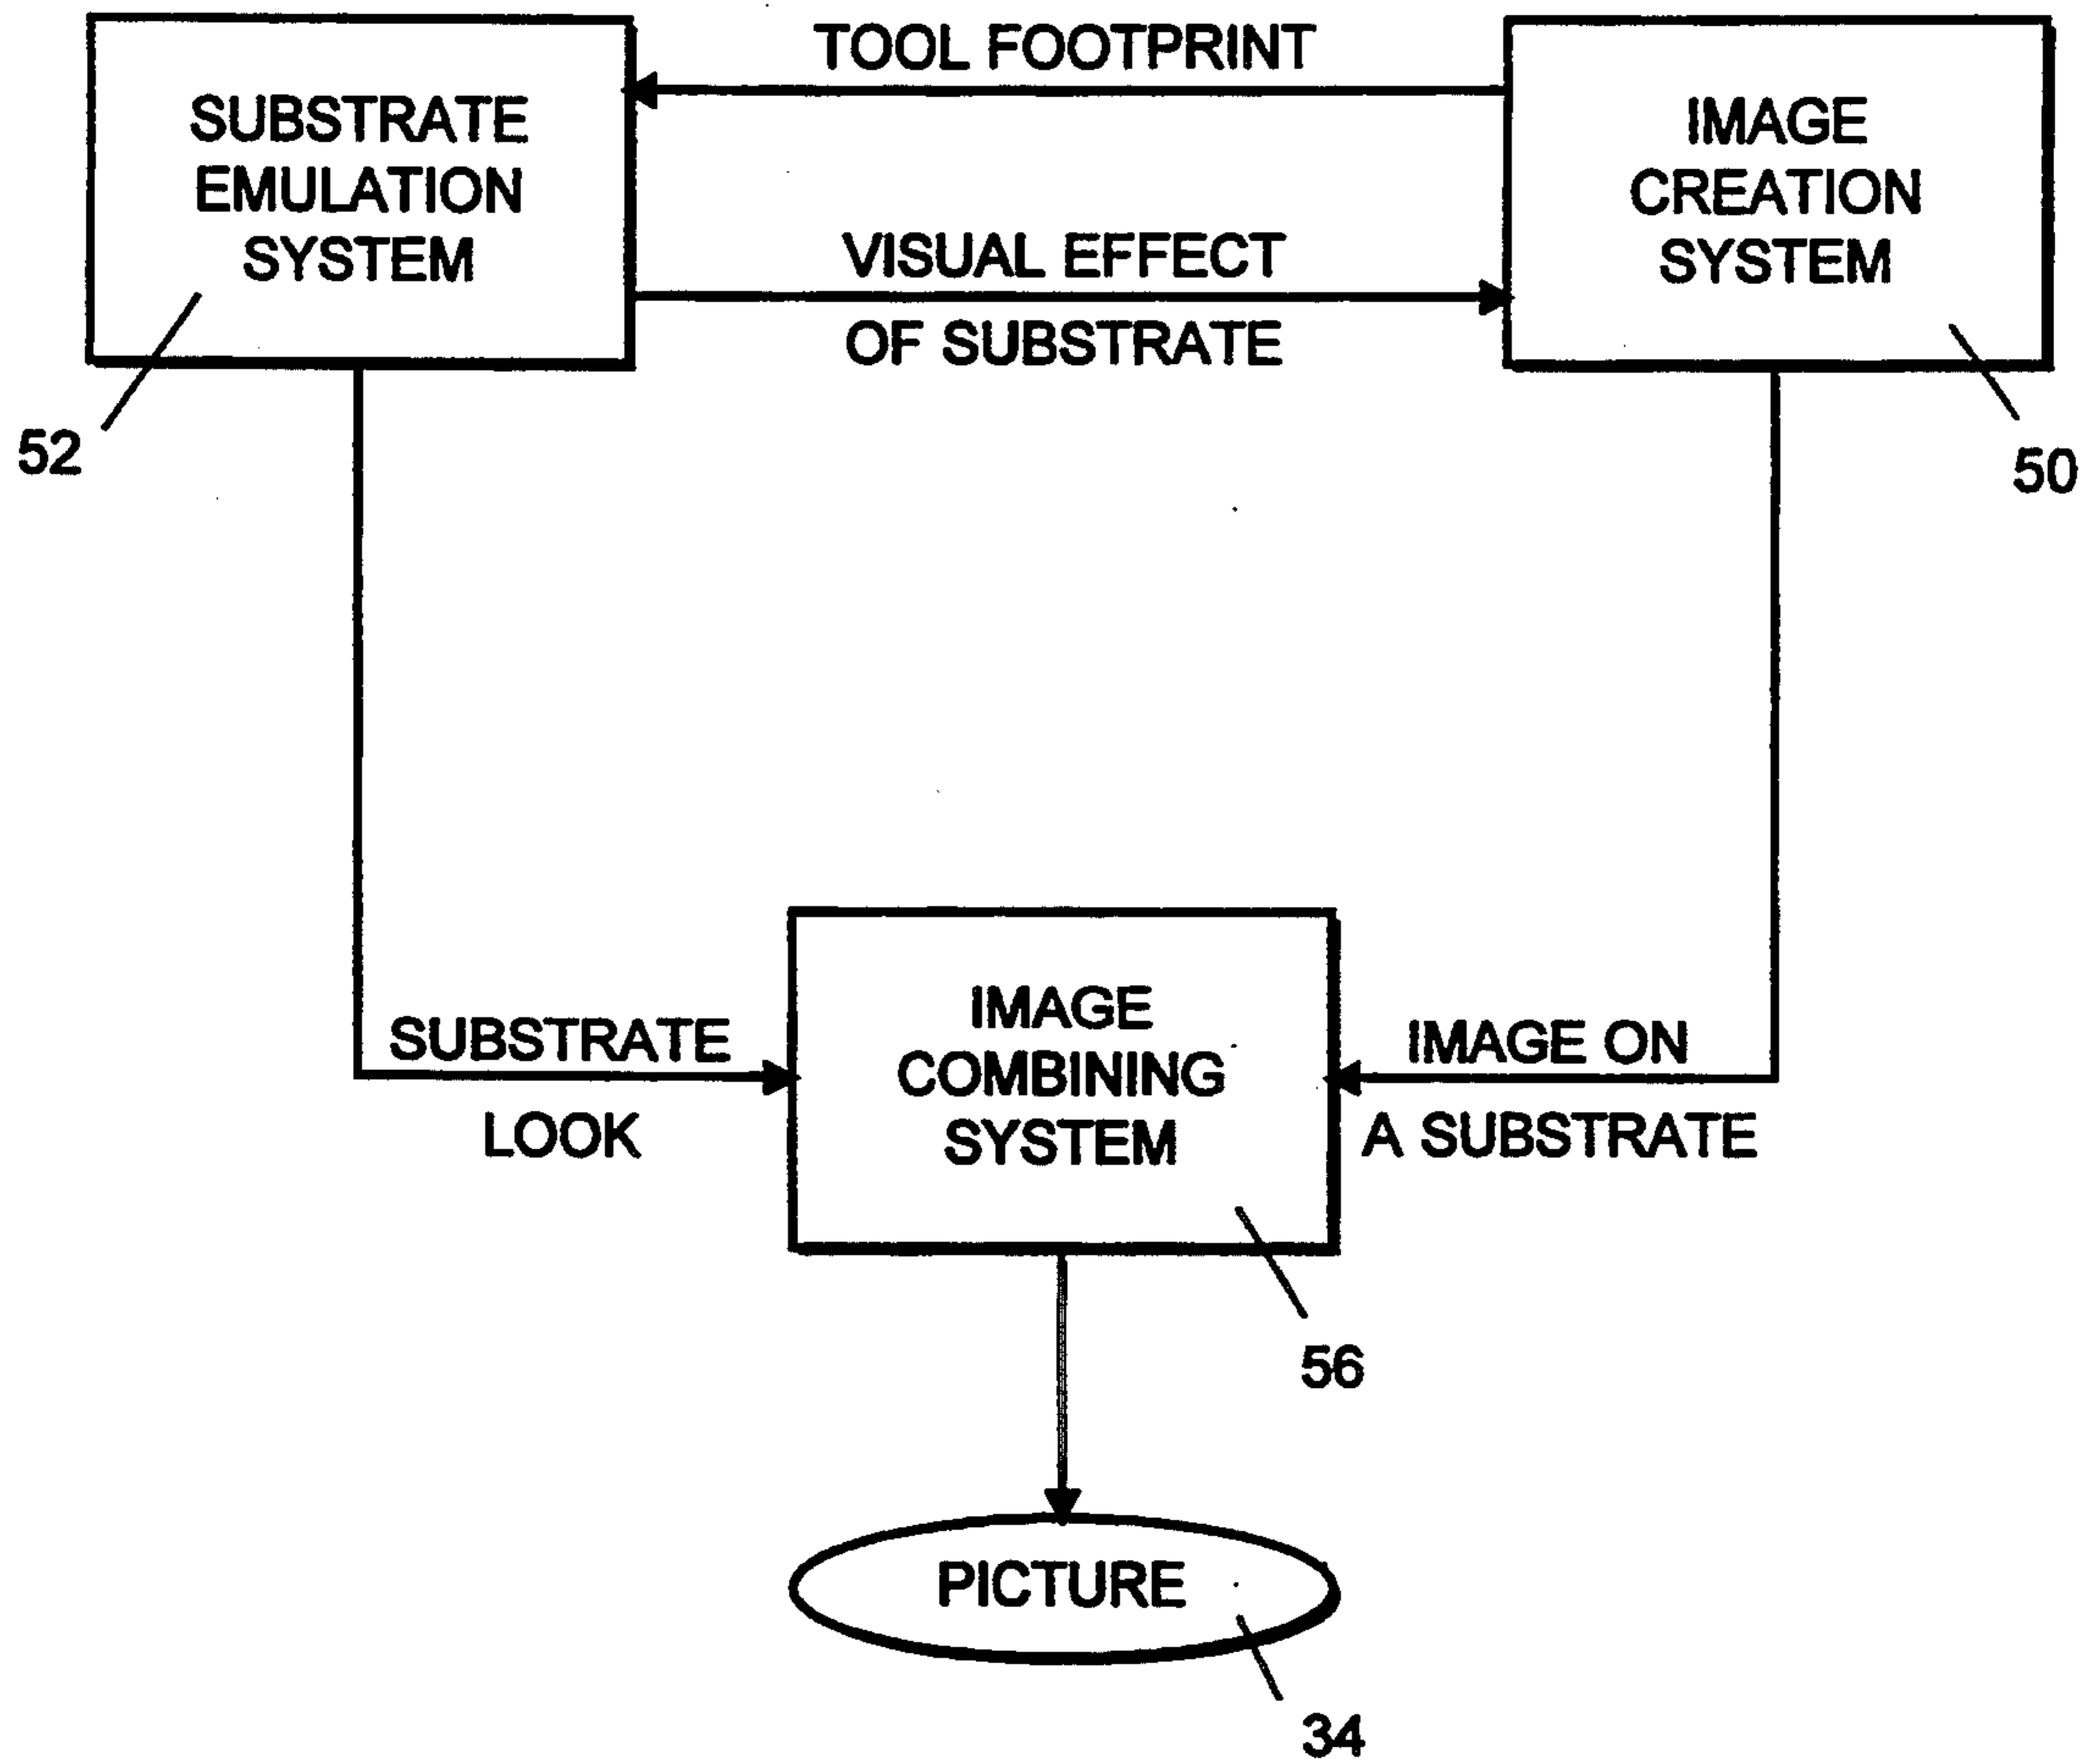 TOOL FOOTPRINT
SUBSTRATE
EMULATION
SYSTEM
IMAGE
CREATION
SYSTEM
VISUAL EFFECT
OF SUBSTRATE
52
50
SUBSTRATE
LOOK
IMAGE
COMBINING
SYSTEM
IMAGE ON
A SUBSTRATE
56
PICTURE
34